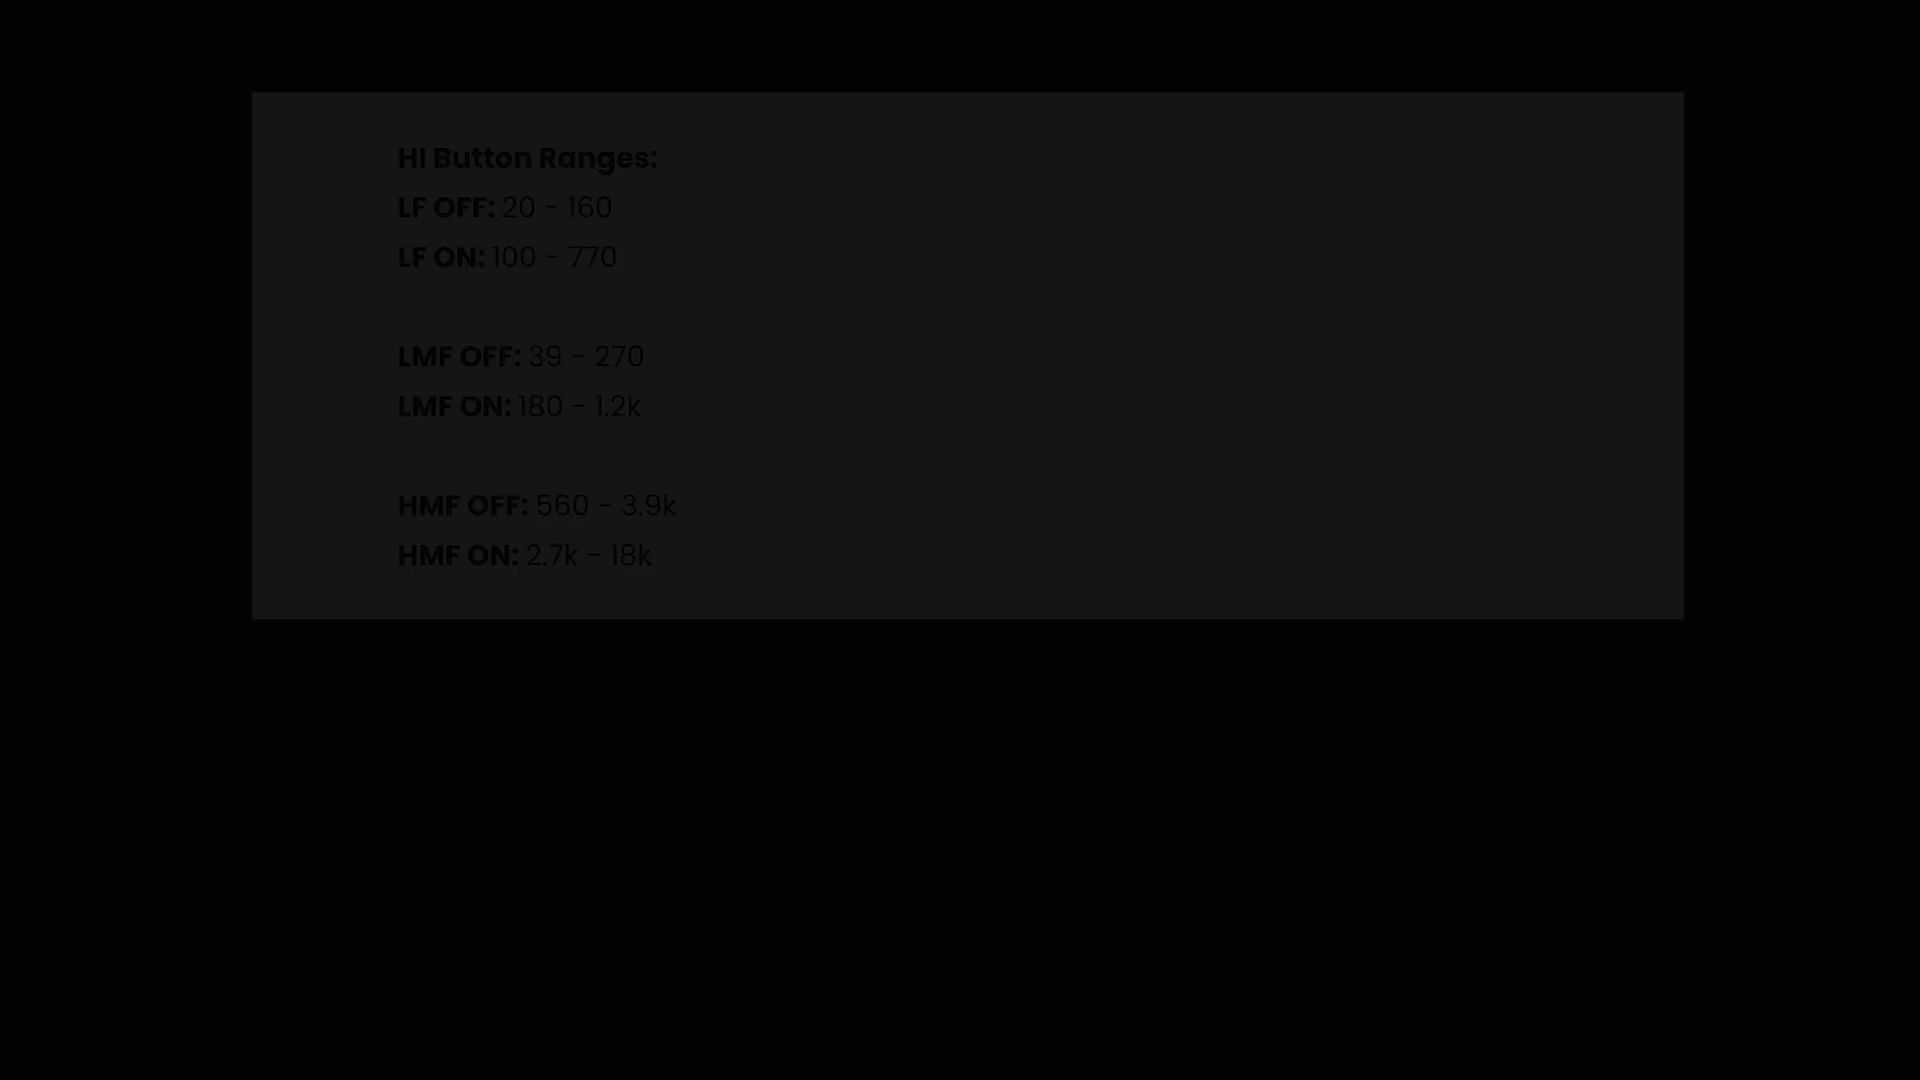 HI Button Ranges:
LF OFF: 20 - 160
LF ON: 100 - 770
LMF OFF: 39 - 270
LMF ON: 180 - 1.2k
HMF OFF: 560 - 3.9k
HMF ON: 2.7k - 18k